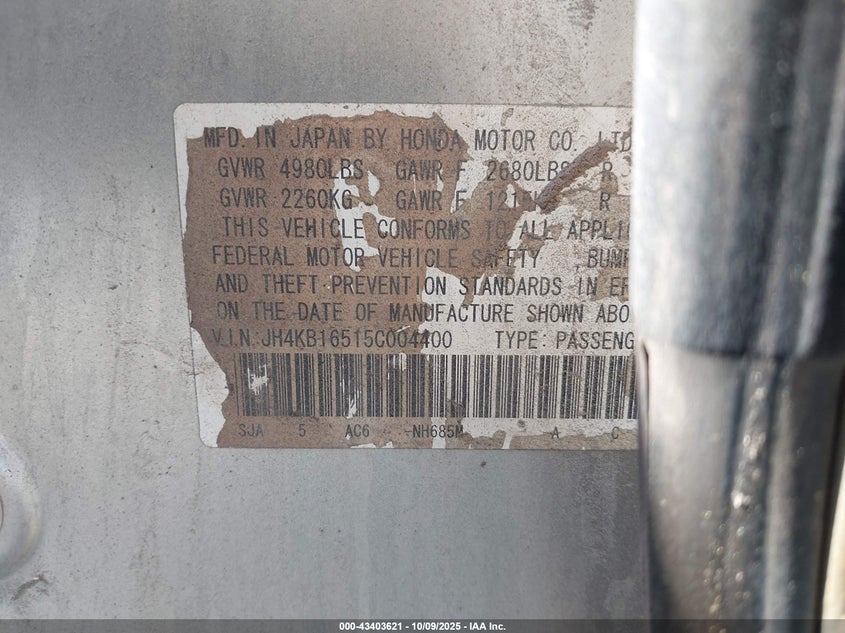 MFD. IN JAPAN BY HONDA MOTOR CO. LTD
GVWR 4980LBS GAWR F 2680LBS R
GVWR 2260KG GAWR F R
THIS VEHICLE CONFORMS TO ALL APPLI
FEDERAL MOTOR VEHICLE SAFETY , BUMP
AND THEFT PREVENTION STANDARDS IN EF
ON THE DATE OF MANUFACTURE SHOWN ABO
V.I.N: JH4KB16515C004400 TYPE: PASSENG
SJA 5 AC6 NH685M A C
000-43403621 - 10/09/2025 - IAA Inc.